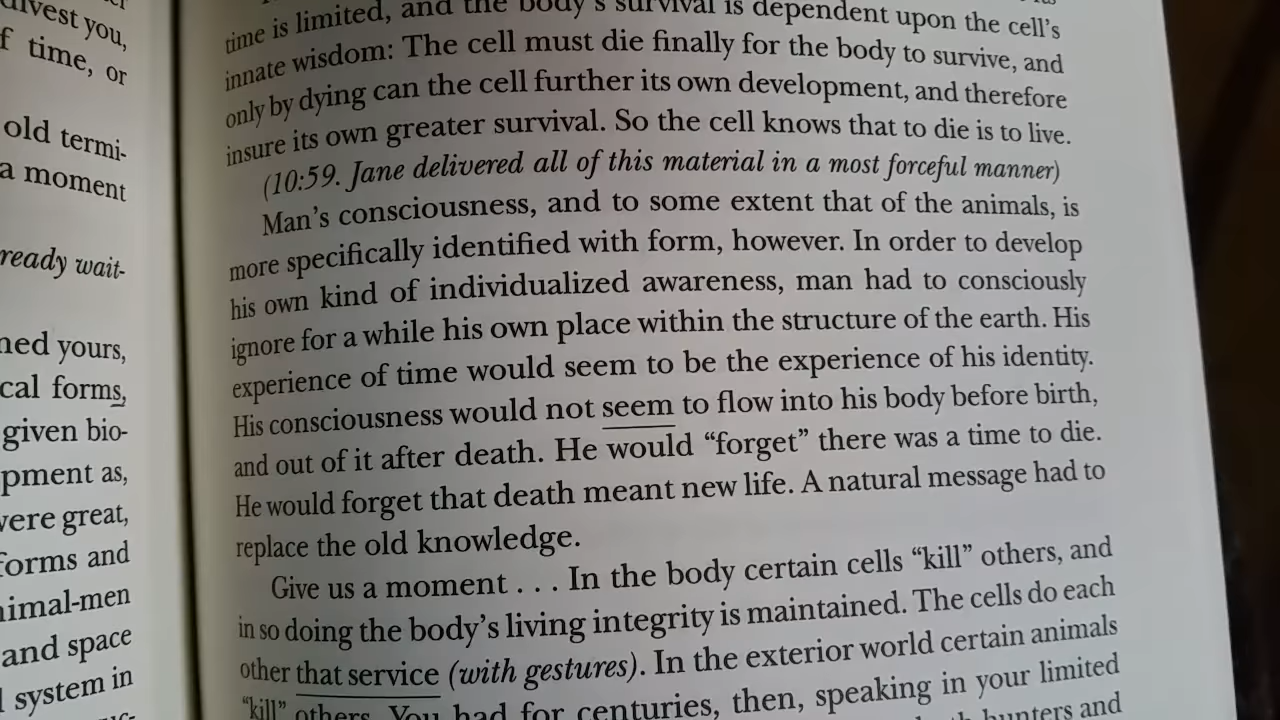 divest you,
f time, or
old termi-
a moment
ready wait-
ned yours,
cal forms,
given bio-
pment as,
were great,
forms and
nimal-men
and space
l system in
time is limited, and the body's survival is dependent upon the cell's
innate wisdom: The cell must die finally for the body to survive, and
only by dying can the cell further its own development, and therefore
insure its own greater survival. So the cell knows that to die is to live.
(10:59. Jane delivered all of this material in a most forceful manner)
Man's consciousness, and to some extent that of the animals, is
more specifically identified with form, however. In order to develop
his own kind of individualized awareness, man had to consciously
ignore for a while his own place within the structure of the earth. His
experience of time would seem to be the experience of his identity.
His consciousness would not seem to flow into his body before birth,
and out of it after death. He would “forget” there was a time to die.
He would forget that death meant new life. A natural message had to
replace the old knowledge.
Give us a moment . . . In the body certain cells “kill” others, and
in so doing the body's living integrity is maintained. The cells do each
other that service (with gestures). In the exterior world certain animals
“kill” others. You had for centuries, then, speaking in your limited
hunters and